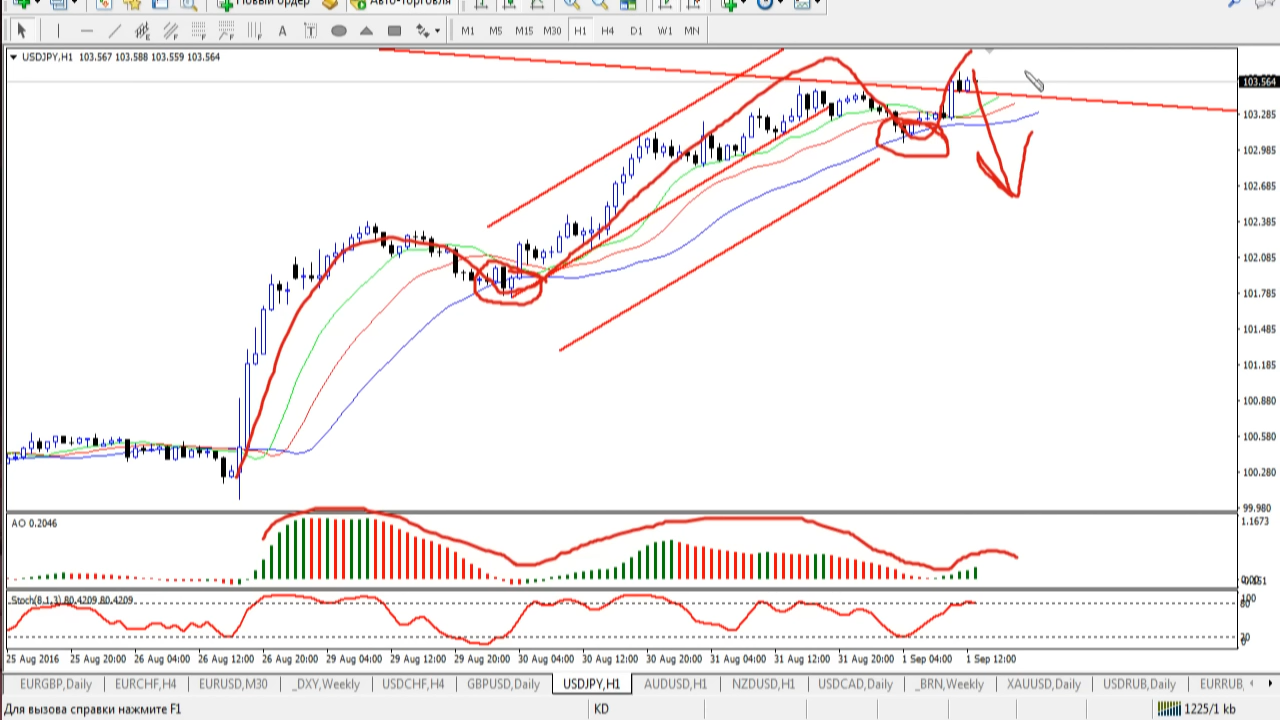 Новый ордер Авто-торговля
M1 M5 M15 M30 H1 H4 D1 W1 MN
USDJPY,H1 103.567 103.588 103.559 103.564
103.564
103.285
102.985
102.685
102.385
102.085
101.785
101.485
101.185
100.880
100.580
100.280
99.980
AO 0.2046
1.1673
Stoch(8,1,3) 80.4209 80.4209
100
80
20
0
25 Aug 2016 25 Aug 20:00 26 Aug 04:00 26 Aug 12:00 26 Aug 20:00 29 Aug 04:00 29 Aug 12:00 29 Aug 20:00 30 Aug 04:00 30 Aug 12:00 30 Aug 20:00 31 Aug 04:00 31 Aug 12:00 31 Aug 20:00 1 Sep 04:00 1 Sep 12:00
EURGBP,Daily EURCHF,H4 EURUSD,M30 _DXY,Weekly USDCHF,H4 GBPUSD,Daily USDJPY,H1 AUDUSD,H1 NZDUSD,H1 USDCAD,Daily _BRN,Weekly XAUUSD,Daily USDRUB,Daily EURRUB,
Для вызова справки нажмите F1 KD 1225/1 kb